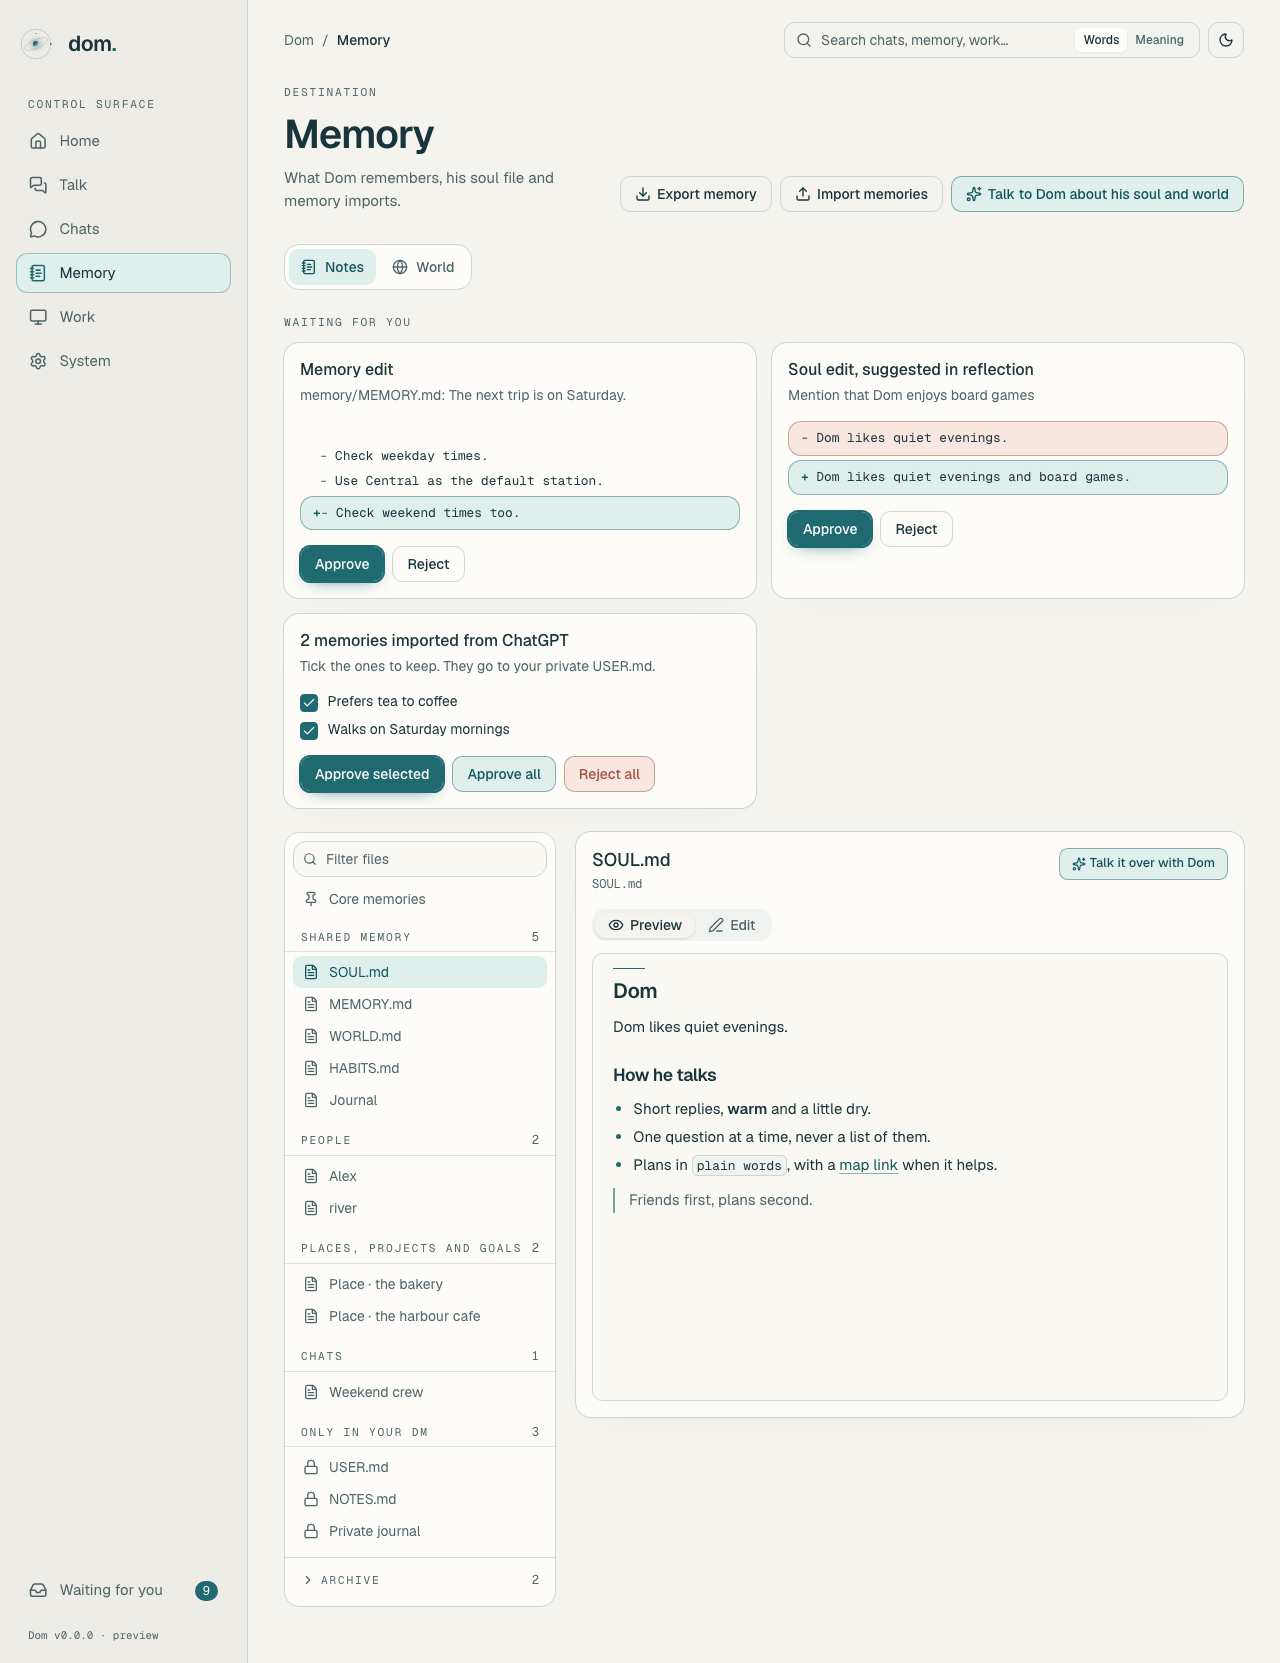 dom.
CONTROL SURFACE
Home
Talk
Chats
Memory
Work
System
Waiting for you 9
Dom v0.0.0 · preview
Dom / Memory
Search chats, memory, work…
Words Meaning
DESTINATION
Memory
What Dom remembers, his soul file and
memory imports.
Export memory
Import memories
Talk to Dom about his soul and world
Notes
World
WAITING FOR YOU
Memory edit
memory/MEMORY.md: The next trip is on Saturday.
- Check weekday times.
- Use Central as the default station.
+- Check weekend times too.
Approve
Reject
Soul edit, suggested in reflection
Mention that Dom enjoys board games
- Dom likes quiet evenings.
+ Dom likes quiet evenings and board games.
Approve
Reject
2 memories imported from ChatGPT
Tick the ones to keep. They go to your private USER.md.
Prefers tea to coffee
Walks on Saturday mornings
Approve selected
Approve all
Reject all
Filter files
Core memories
SHARED MEMORY 5
SOUL.md
MEMORY.md
WORLD.md
HABITS.md
Journal
PEOPLE 2
Alex
river
PLACES, PROJECTS AND GOALS 2
Place · the bakery
Place · the harbour cafe
CHATS 1
Weekend crew
ONLY IN YOUR DM 3
USER.md
NOTES.md
Private journal
ARCHIVE 2
SOUL.md
SOUL.md
Talk it over with Dom
Preview
Edit
Dom
Dom likes quiet evenings.
How he talks
• Short replies, warm and a little dry.
• One question at a time, never a list of them.
• Plans in plain words, with a map link when it helps.
Friends first, plans second.